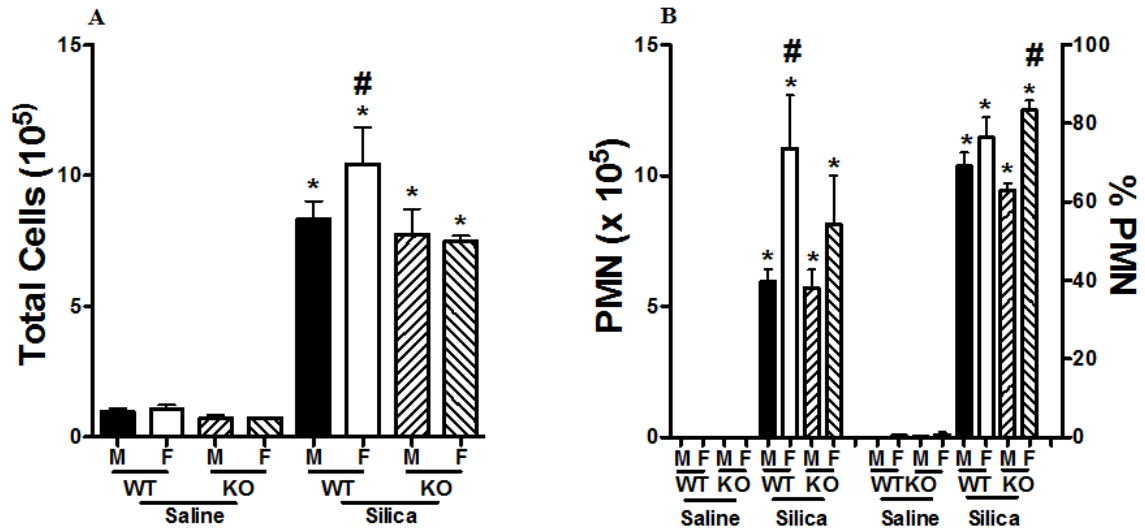 A
B
Total Cells (10⁵)
15
10
5
0
#
*
*
*
*
M F M F M F M F
WT KO WT KO
Saline Silica
PMN (x 10⁵)
15
10
5
0
#
*
*
*
*
#
*
*
*
*
100
80
60
40
20
0
% PMN
M F M F M F M F M F M F M F M F
WT KO WT KO WT KO WT KO
Saline Silica Saline Silica